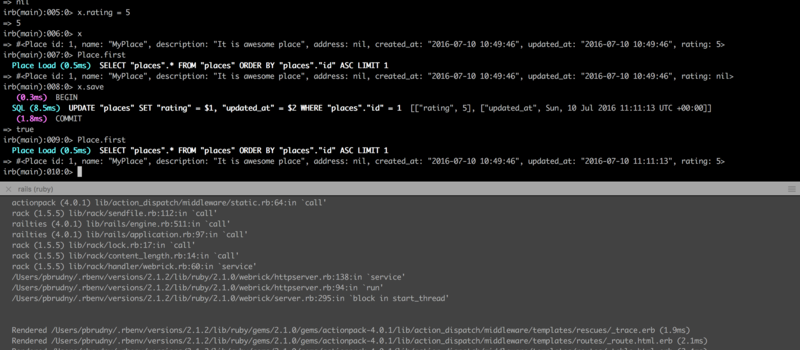 => nil
irb(main):005:0> x.rating = 5
=> 5
irb(main):006:0> x
=> #<Place id: 1, name: "MyPlace", description: "It is awesome place", address: nil, created_at: "2016-07-10 10:49:46", updated_at: "2016-07-10 10:49:46", rating: 5>
irb(main):007:0> Place.first
Place Load (0.5ms)  SELECT "places".* FROM "places" ORDER BY "places"."id" ASC LIMIT 1
=> #<Place id: 1, name: "MyPlace", description: "It is awesome place", address: nil, created_at: "2016-07-10 10:49:46", updated_at: "2016-07-10 10:49:46", rating: nil>
irb(main):008:0> x.save
(0.3ms)  BEGIN
SQL (8.5ms)  UPDATE "places" SET "rating" = $1, "updated_at" = $2 WHERE "places"."id" = 1  [["rating", 5], ["updated_at", Sun, 10 Jul 2016 11:11:13 UTC +00:00]]
(1.8ms)  COMMIT
=> true
irb(main):009:0> Place.first
Place Load (0.5ms)  SELECT "places".* FROM "places" ORDER BY "places"."id" ASC LIMIT 1
=> #<Place id: 1, name: "MyPlace", description: "It is awesome place", address: nil, created_at: "2016-07-10 10:49:46", updated_at: "2016-07-10 11:11:13", rating: 5>
irb(main):010:0>
rails (ruby)
actionpack (4.0.1) lib/action_dispatch/middleware/static.rb:64:in `call'
rack (1.5.5) lib/rack/sendfile.rb:112:in `call'
railties (4.0.1) lib/rails/engine.rb:511:in `call'
railties (4.0.1) lib/rails/application.rb:97:in `call'
rack (1.5.5) lib/rack/lock.rb:17:in `call'
rack (1.5.5) lib/rack/content_length.rb:14:in `call'
rack (1.5.5) lib/rack/handler/webrick.rb:60:in `service'
/Users/pbrudny/.rbenv/versions/2.1.2/lib/ruby/2.1.0/webrick/httpserver.rb:138:in `service'
/Users/pbrudny/.rbenv/versions/2.1.2/lib/ruby/2.1.0/webrick/httpserver.rb:94:in `run'
/Users/pbrudny/.rbenv/versions/2.1.2/lib/ruby/2.1.0/webrick/server.rb:295:in `block in start_thread'
Rendered /Users/pbrudny/.rbenv/versions/2.1.2/lib/ruby/gems/2.1.0/gems/actionpack-4.0.1/lib/action_dispatch/middleware/templates/rescues/_trace.erb (1.9ms)
Rendered /Users/pbrudny/.rbenv/versions/2.1.2/lib/ruby/gems/2.1.0/gems/actionpack-4.0.1/lib/action_dispatch/middleware/templates/routes/_route.html.erb (2.1ms)